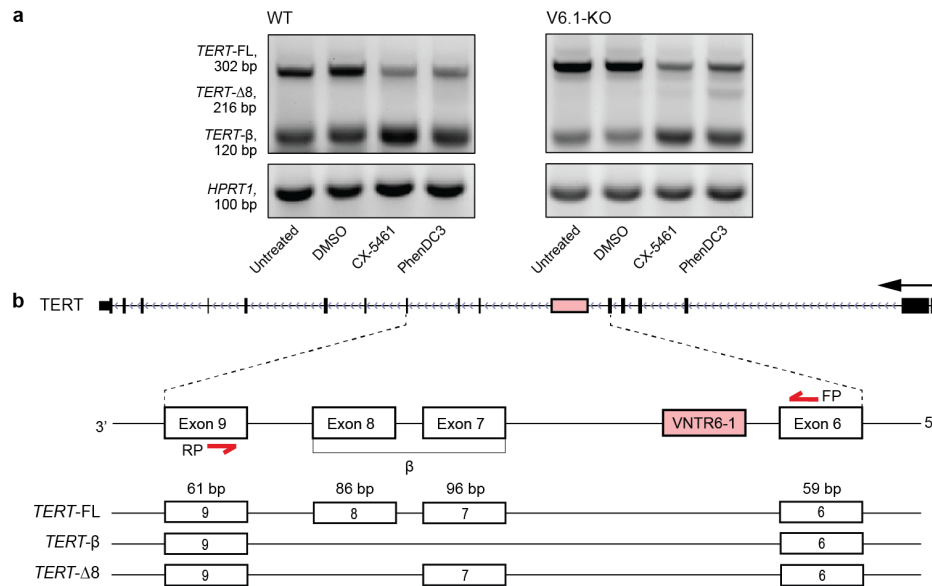 a
WT
V6.1-KO
TERT-FL,
302 bp
TERT-Δ8,
216 bp
TERT-β,
120 bp
HPRT1,
100 bp
Untreated
DMSO
CX-5461
PhenDC3
Untreated
DMSO
CX-5461
PhenDC3
b
TERT
3'
Exon 9
Exon 8
Exon 7
VNTR6-1
Exon 6
5'
RP
FP
β
61 bp
86 bp
96 bp
59 bp
TERT-FL
9
8
7
6
TERT-β
9
6
TERT-Δ8
9
7
6